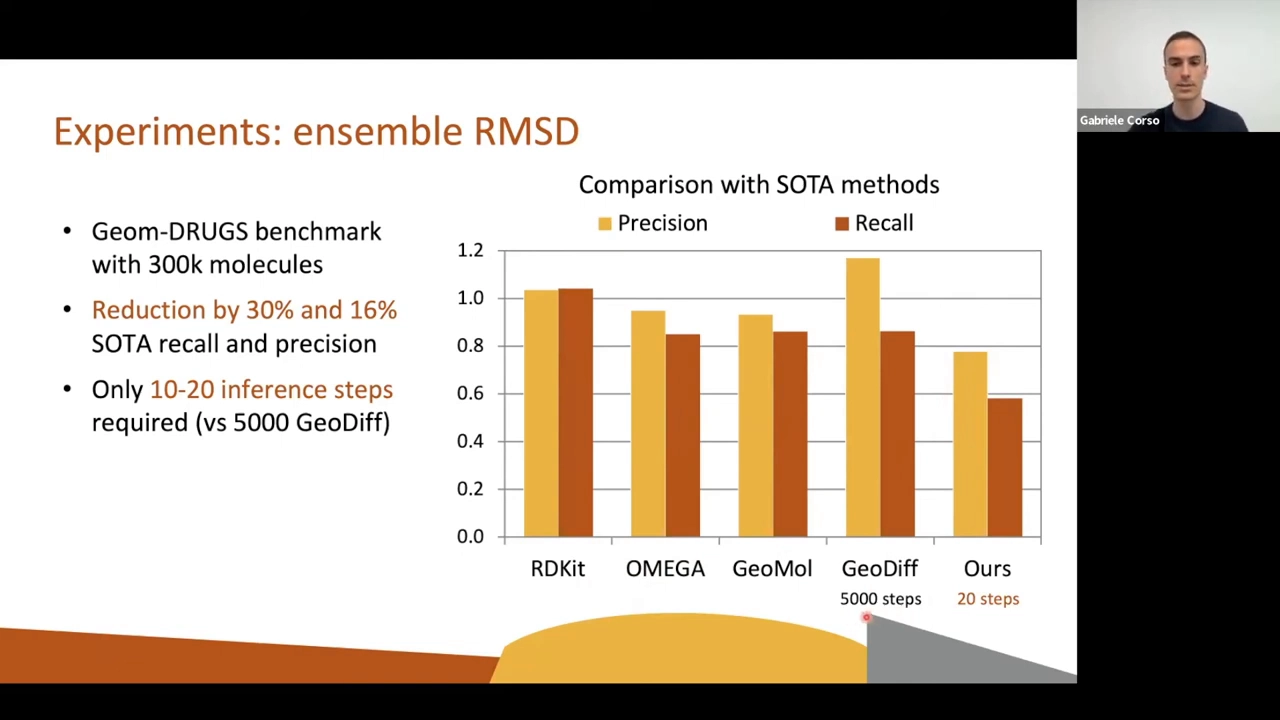 Experiments: ensemble RMSD
• Geom-DRUGS benchmark
with 300k molecules
• Reduction by 30% and 16%
SOTA recall and precision
• Only 10-20 inference steps
required (vs 5000 GeoDiff)
Comparison with SOTA methods
Precision Recall
1.2
1.0
0.8
0.6
0.4
0.2
0.0
RDKit OMEGA GeoMol GeoDiff Ours
5000 steps 20 steps
Gabriele Corso